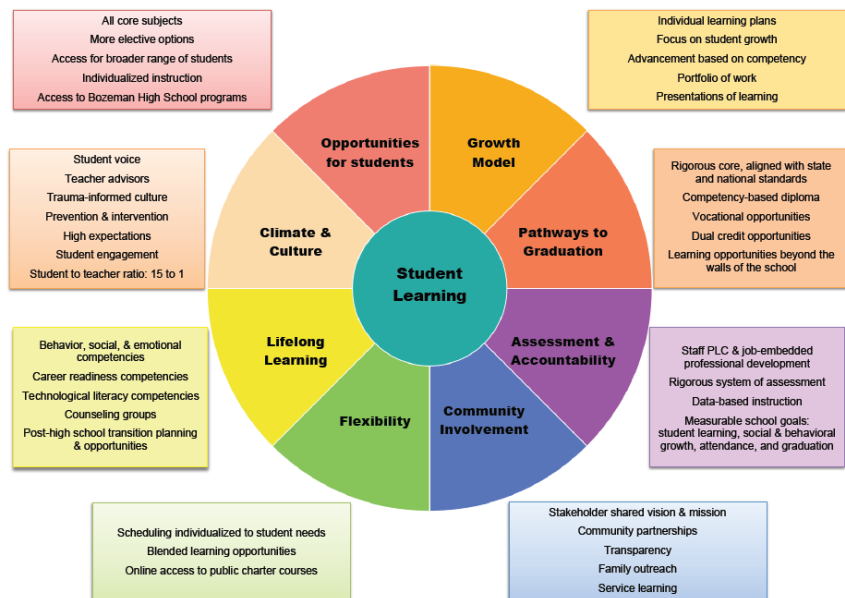 All core subjects
More elective options
Access for broader range of students
Individualized instruction
Access to Bozeman High School programs
Individual learning plans
Focus on student growth
Advancement based on competency
Portfolio of work
Presentations of learning
Opportunities
for students
Growth
Model
Student voice
Teacher advisors
Trauma-informed culture
Prevention & intervention
High expectations
Student engagement
Student to teacher ratio: 15 to 1
Climate &
Culture
Pathways to
Graduation
Rigorous core, aligned with state
and national standards
Competency-based diploma
Vocational opportunities
Dual credit opportunities
Learning opportunities beyond the
walls of the school
Student
Learning
Behavior, social, & emotional
competencies
Career readiness competencies
Technological literacy competencies
Counseling groups
Post-high school transition planning
& opportunities
Lifelong
Learning
Assessment &
Accountability
Staff PLC & job-embedded
professional development
Rigorous system of assessment
Data-based instruction
Measurable school goals:
student learning, social & behavioral
growth, attendance, and graduation
Flexibility
Community
Involvement
Scheduling individualized to student needs
Blended learning opportunities
Online access to public charter courses
Stakeholder shared vision & mission
Community partnerships
Transparency
Family outreach
Service learning